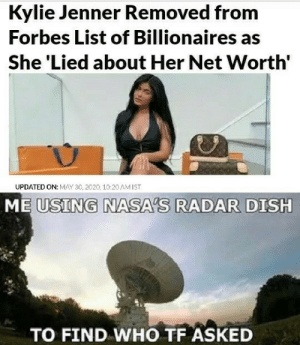 Kylie Jenner Removed from
Forbes List of Billionaires as
She 'Lied about Her Net Worth'
UPDATED ON: MAY 30, 2020, 10:20 AM IST
ME USING NASA'S RADAR DISH
TO FIND WHO TF ASKED